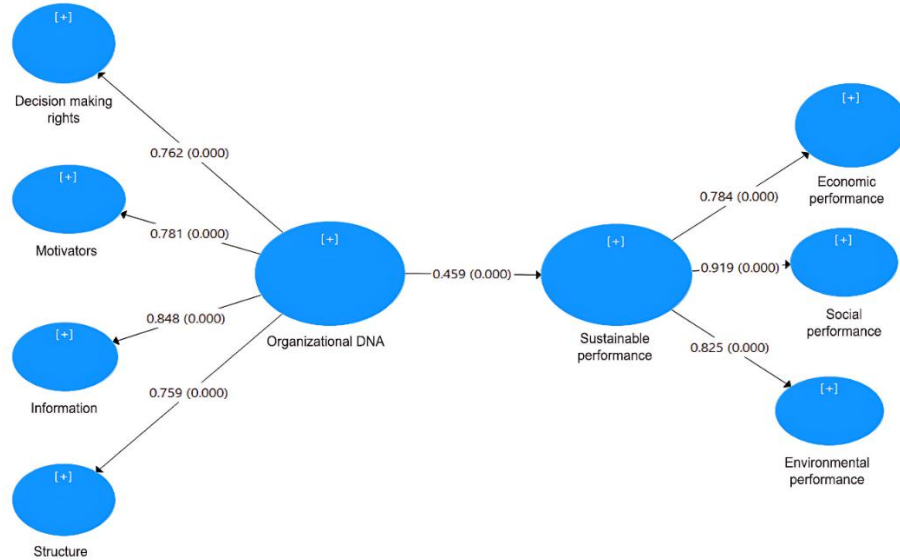 [+]
Decision making
rights
0.762 (0.000)
[+]
Motivators
0.781 (0.000)
[+]
Information
0.848 (0.000)
[+]
Structure
0.759 (0.000)
[+]
Organizational DNA
0.459 (0.000)
[+]
Sustainable
performance
0.784 (0.000)
[+]
Economic
performance
0.919 (0.000)
[+]
Social
performance
0.825 (0.000)
[+]
Environmental
performance